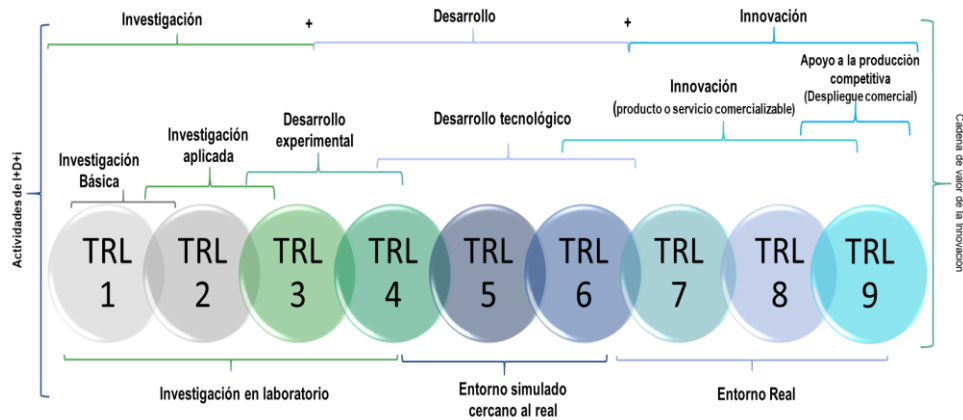 Investigación
+
Desarrollo
+
Innovación
Apoyo a la producción
competitiva
(Despliegue comercial)
Innovación
(producto o servicio comercializable)
Desarrollo tecnológico
Desarrollo
experimental
Investigación
aplicada
Investigación
Básica
Actividades de I+D+i
Cadena de valor de la Innovación
TRL
1
TRL
2
TRL
3
TRL
4
TRL
5
TRL
6
TRL
7
TRL
8
TRL
9
Investigación en laboratorio
Entorno simulado
cercano al real
Entorno Real